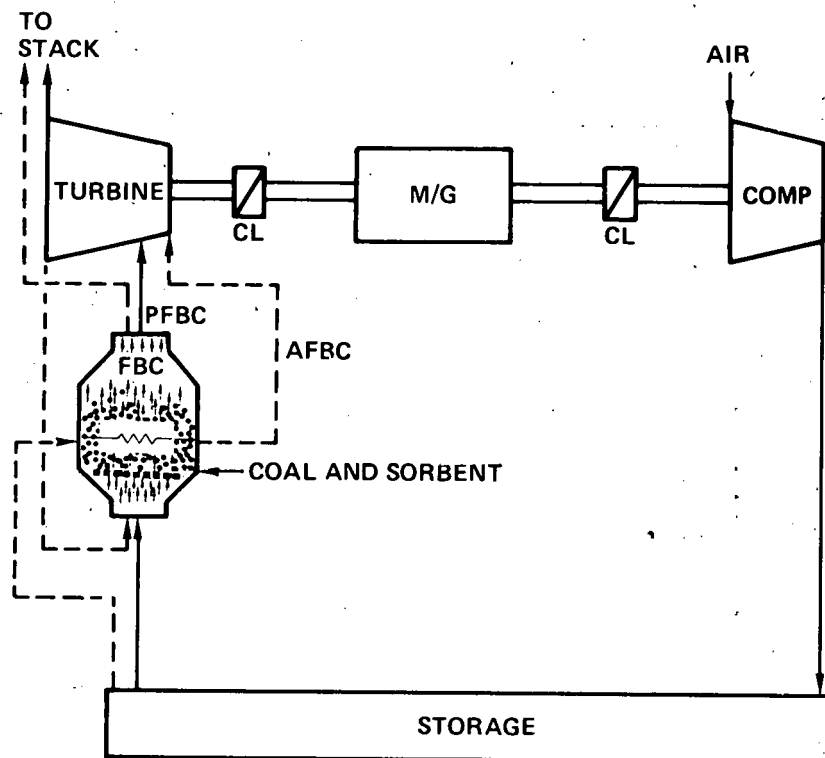 TO
STACK
AIR
TURBINE
CL
M/G
CL
COMP
PFBC
AFBC
FBC
COAL AND SORBENT
STORAGE